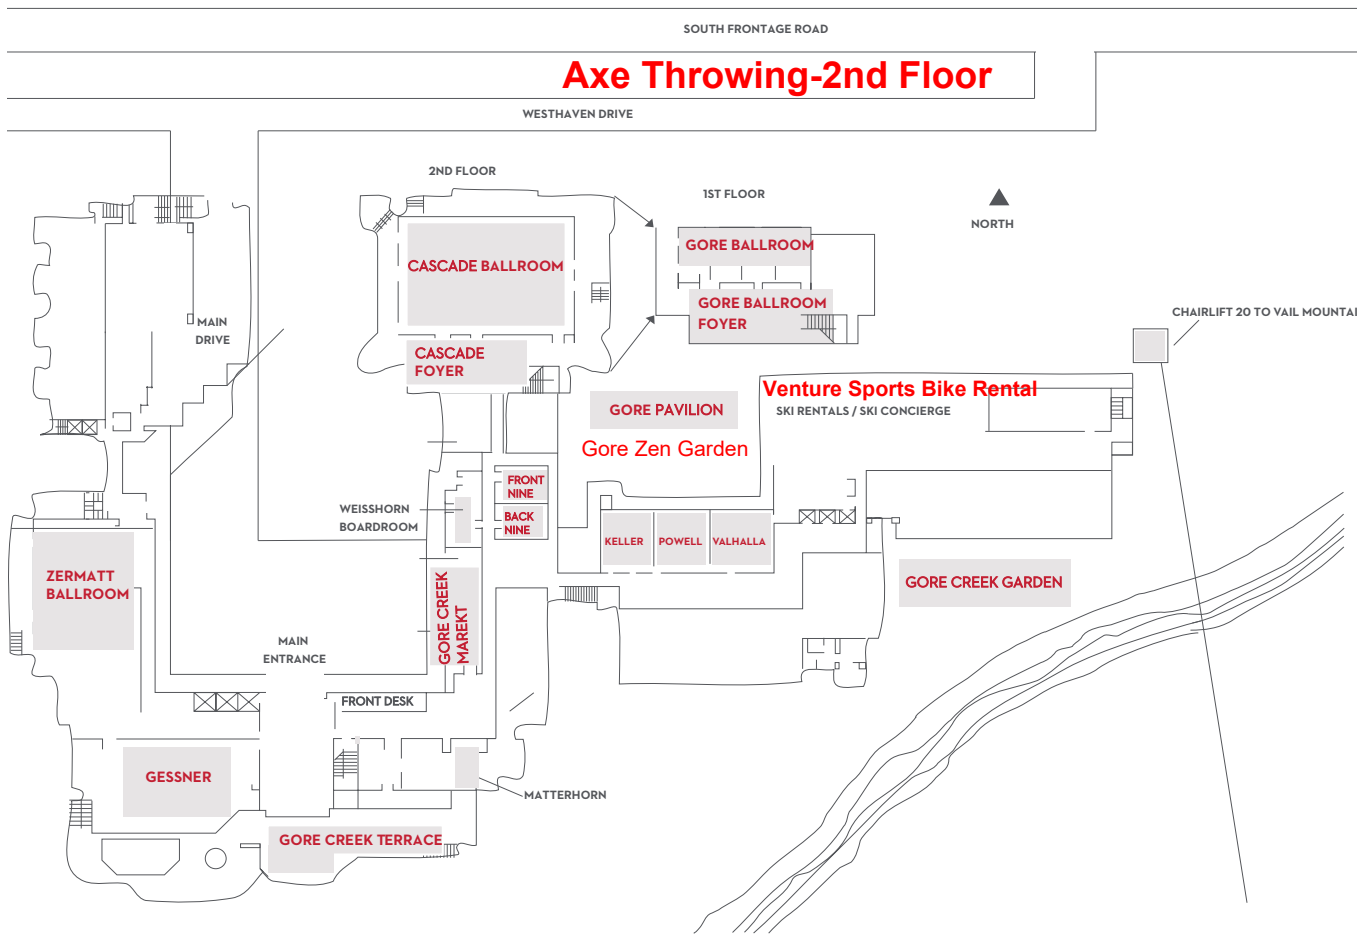 SOUTH FRONTAGE ROAD
Axe Throwing-2nd Floor
WESTHAVEN DRIVE
2ND FLOOR
1ST FLOOR
NORTH
GORE BALLROOM
CASCADE BALLROOM
GORE BALLROOM
FOYER
CHAIRLIFT 20 TO VAIL MOUNTAI
MAIN
DRIVE
CASCADE
FOYER
Venture Sports Bike Rental
SKI RENTALS / SKI CONCIERGE
GORE PAVILION
Gore Zen Garden
FRONT
NINE
WEISSHORN
BOARDROOM
BACK
NINE
KELLER
POWELL
VALHALLA
ZERMATT
BALLROOM
GORE CREEK GARDEN
GORE CREEK
MAREKT
MAIN
ENTRANCE
FRONT DESK
GESSNER
MATTERHORN
GORE CREEK TERRACE